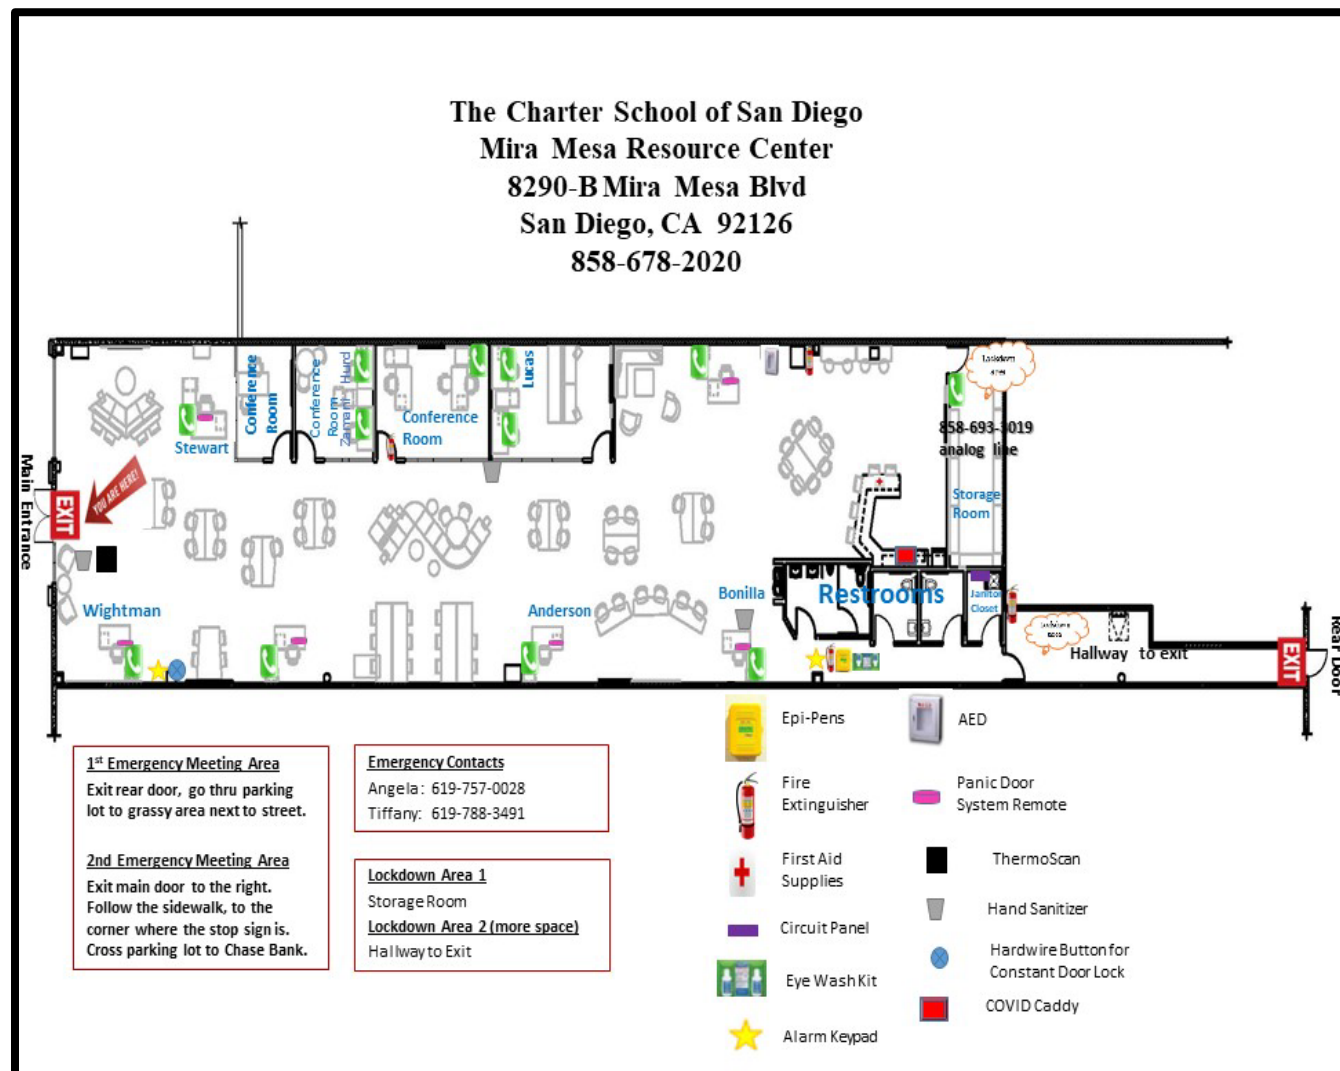 The Charter School of San Diego
Mira Mesa Resource Center
8290-B Mira Mesa Blvd
San Diego, CA 92126
858-678-2020
Main Entrance
EXIT
YOU ARE HERE!
Stewart
Conference
Room
Conference
Room
Zamani
Hurd
Conference
Room
Lucas
Lockdown
area
858-693-3019
analog line
Storage
Room
Wightman
Anderson
Bonilla
Restrooms
Janitor
Closet
Lockdown
area
Hallway to exit
EXIT
Rear Door
1st Emergency Meeting Area
Exit rear door, go thru parking
lot to grassy area next to street.
2nd Emergency Meeting Area
Exit main door to the right.
Follow the sidewalk, to the
corner where the stop sign is.
Cross parking lot to Chase Bank.
Emergency Contacts
Angela: 619-757-0028
Tiffany: 619-788-3491
Lockdown Area 1
Storage Room
Lockdown Area 2 (more space)
Hallway to Exit
Epi-Pens
Fire
Extinguisher
First Aid
Supplies
Circuit Panel
Eye Wash Kit
Alarm Keypad
AED
Panic Door
System Remote
ThermoScan
Hand Sanitizer
Hardwire Button for
Constant Door Lock
COVID Caddy